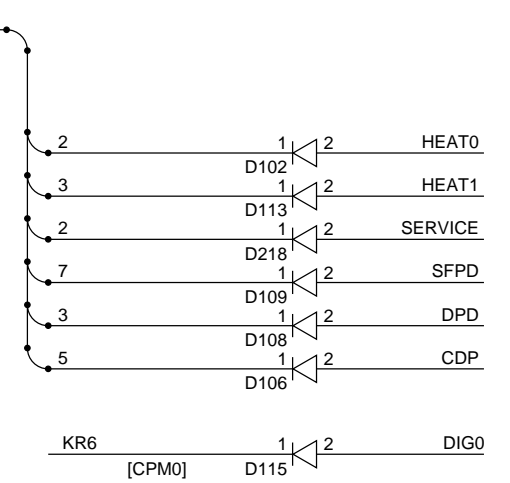 2 1 2 HEAT0
D102
3 1 2 HEAT1
D113
2 1 2 SERVICE
D218
7 1 2 SFPD
D109
3 1 2 DPD
D108
5 1 2 CDP
D106
KR6 1 2 DIG0
[CPM0] D115